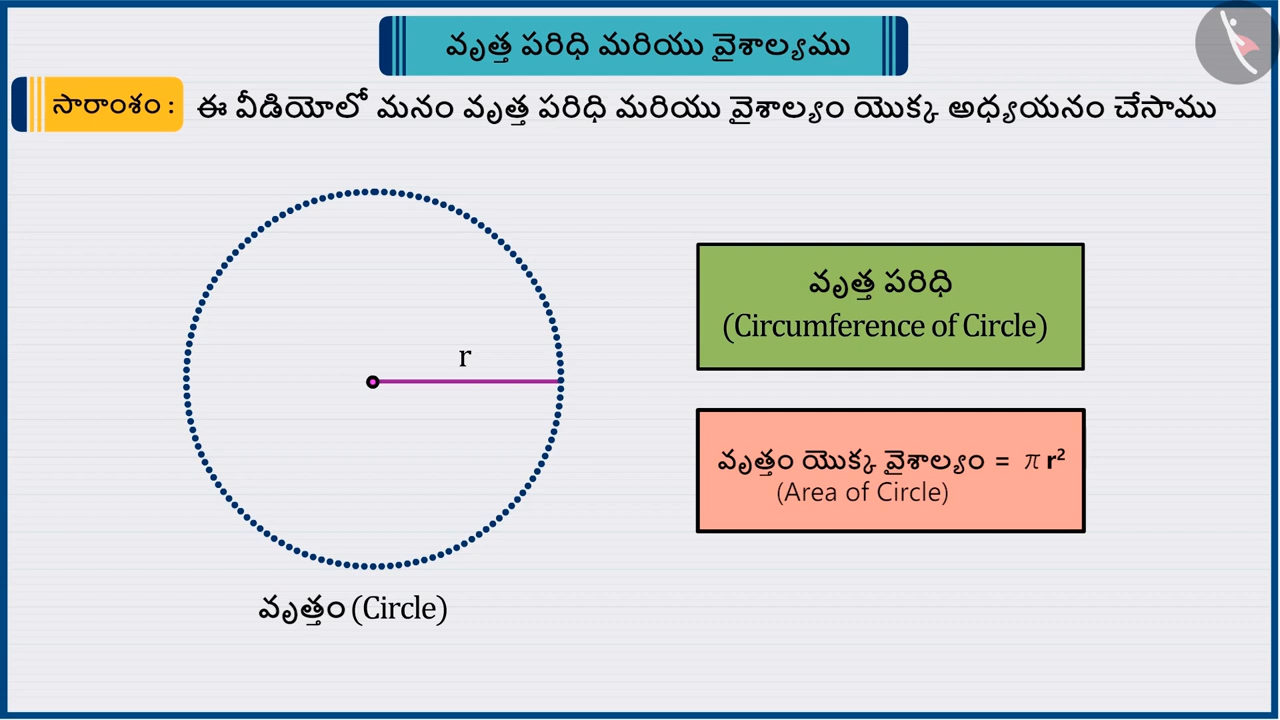 వృత్త పరిధి మరియు వైశాల్యము
సారాంశం : ఈ వీడియోలో మనం వృత్త పరిధి మరియు వైశాల్యం యొక్క అధ్యయనం చేసాము
r
వృత్త పరిధి
(Circumference of Circle)
వృత్తం యొక్క వైశాల్యం = π r²
(Area of Circle)
వృత్తం (Circle)